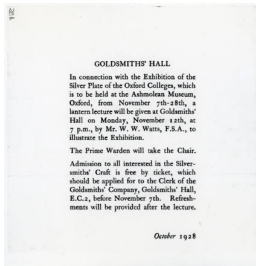 GOLDSMITHS' HALL
In connection with the Exhibition of the
Silver Plate of the Oxford Colleges, which
is to be held at the Ashmolean Museum,
Oxford, from November 7th-28th, a
lantern lecture will be given at Goldsmiths'
Hall on Monday, November 12th, at
7 p.m., by Mr. W. W. Watts, F.S.A., to
illustrate the Exhibition.
The Prime Warden will take the Chair.
Admission to all interested in the Silver-
smiths' Craft is free by ticket, which
should be applied for to the Clerk of the
Goldsmiths' Company, Goldsmiths' Hall,
E.C.2, before November 7th. Refresh-
ments will be provided after the lecture.
October 1928